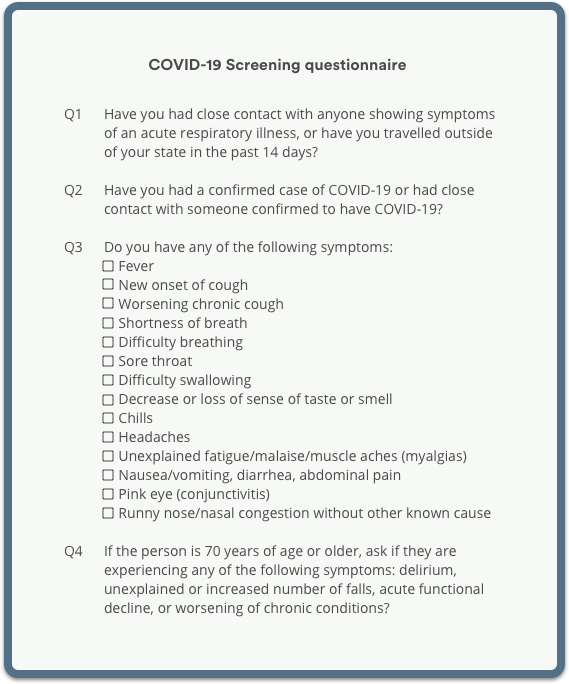 COVID-19 Screening questionnaire
Q1 Have you had close contact with anyone showing symptoms
of an acute respiratory illness, or have you travelled outside
of your state in the past 14 days?
Q2 Have you had a confirmed case of COVID-19 or had close
contact with someone confirmed to have COVID-19?
Q3 Do you have any of the following symptoms:
☐ Fever
☐ New onset of cough
☐ Worsening chronic cough
☐ Shortness of breath
☐ Difficulty breathing
☐ Sore throat
☐ Difficulty swallowing
☐ Decrease or loss of sense of taste or smell
☐ Chills
☐ Headaches
☐ Unexplained fatigue/malaise/muscle aches (myalgias)
☐ Nausea/vomiting, diarrhea, abdominal pain
☐ Pink eye (conjunctivitis)
☐ Runny nose/nasal congestion without other known cause
Q4 If the person is 70 years of age or older, ask if they are
experiencing any of the following symptoms: delirium,
unexplained or increased number of falls, acute functional
decline, or worsening of chronic conditions?